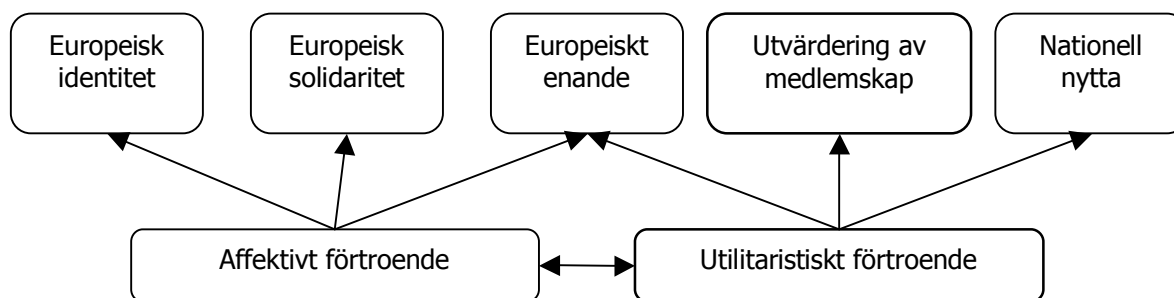 Europeisk
identitet
Europeisk
solidaritet
Europeiskt
enande
Utvärdering av
medlemskap
Nationell
nytta
Affektivt förtroende
Utilitaristiskt förtroende